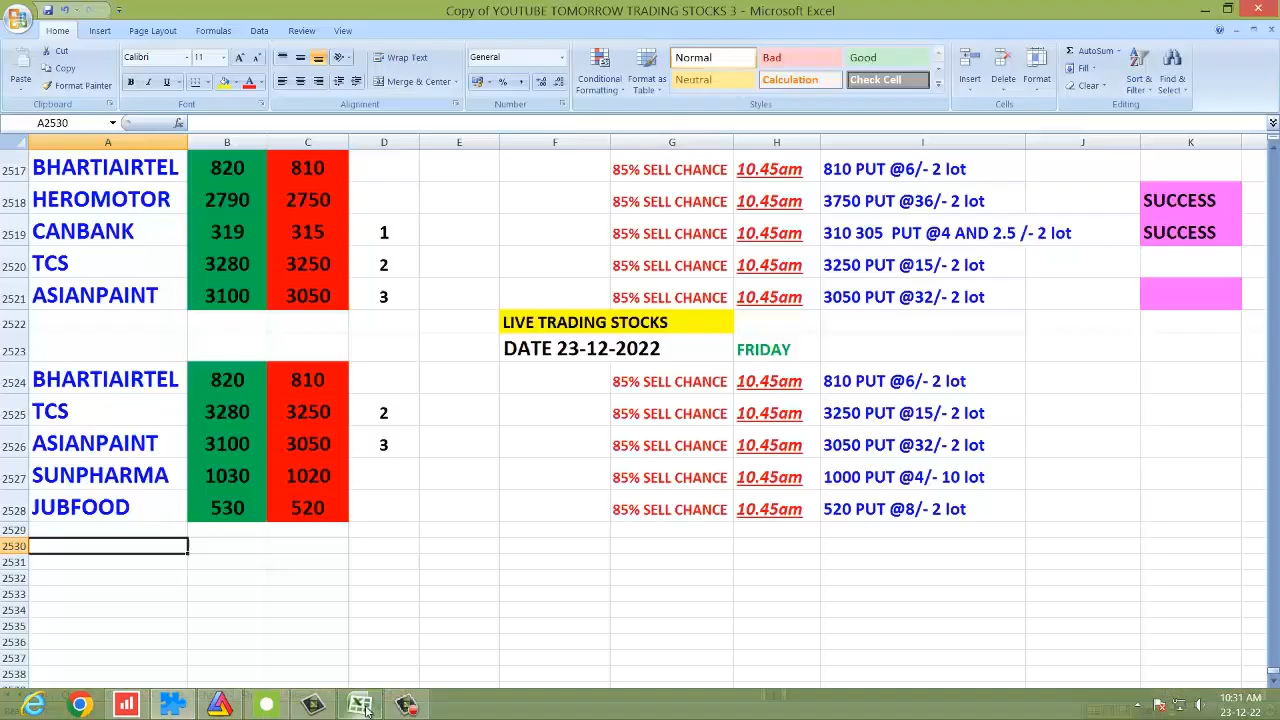 Copy of YOUTUBE TOMORROW TRADING STOCKS 3 - Microsoft Excel
Home Insert Page Layout Formulas Data Review View
Paste Cut Copy Format Painter Calibri 11 Wrap Text Merge & Center General Conditional Formatting Format as Table Normal Bad Good Neutral Calculation Check Cell Insert Delete Format AutoSum Fill Clear Sort & Filter Find & Select
Clipboard Font Alignment Number Styles Cells Editing
A2530 fx
A B C D E F G H I J K
2517 BHARTIAIRTEL 820 810 85% SELL CHANCE 10.45am 810 PUT @6/- 2 lot
2518 HEROMOTOR 2790 2750 85% SELL CHANCE 10.45am 3750 PUT @36/- 2 lot SUCCESS
2519 CANBANK 319 315 1 85% SELL CHANCE 10.45am 310 305 PUT @4 AND 2.5 /- 2 lot SUCCESS
2520 TCS 3280 3250 2 85% SELL CHANCE 10.45am 3250 PUT @15/- 2 lot
2521 ASIANPAINT 3100 3050 3 85% SELL CHANCE 10.45am 3050 PUT @32/- 2 lot
2522 LIVE TRADING STOCKS
2523 DATE 23-12-2022 FRIDAY
2524 BHARTIAIRTEL 820 810 85% SELL CHANCE 10.45am 810 PUT @6/- 2 lot
2525 TCS 3280 3250 2 85% SELL CHANCE 10.45am 3250 PUT @15/- 2 lot
2526 ASIANPAINT 3100 3050 3 85% SELL CHANCE 10.45am 3050 PUT @32/- 2 lot
2527 SUNPHARMA 1030 1020 85% SELL CHANCE 10.45am 1000 PUT @4/- 10 lot
2528 JUBFOOD 530 520 85% SELL CHANCE 10.45am 520 PUT @8/- 2 lot
2529
2530
2531
2532
2533
2534
2535
2536
2537
2538
10:31 AM
23-12-22